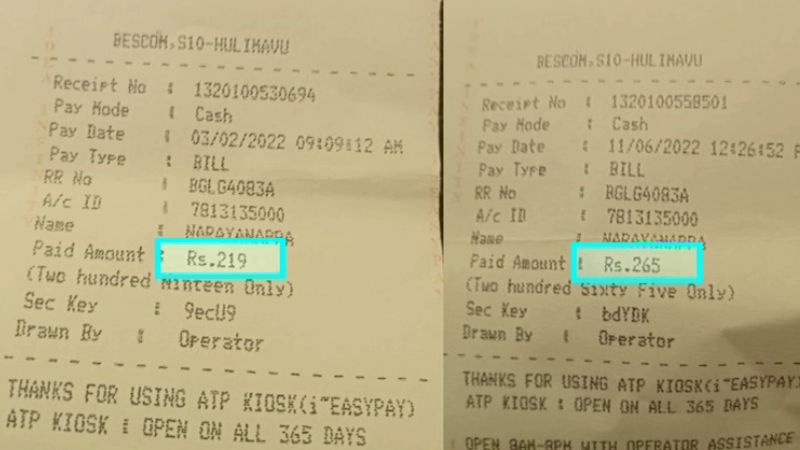 BESCOM,S10-HULIMAVU
Receipt No : 1320100530694
Pay Mode : Cash
Pay Date : 03/02/2022 09:09:12 AM
Pay Type : BILL
RR No : BGLG4083A
A/c ID : 7813135000
Name : NARAYANAPPA
Paid Amount : Rs.219
(Two hundred Ninteen Only)
Sec Key : 9ecU9
Drawn By : Operator
THANKS FOR USING ATP KIOSK(i~EASYPAY)
ATP KIOSK : OPEN ON ALL 365 DAYS
BESCOM,S10-HULIMAVU
Receipt No : 1320100558501
Pay Mode : Cash
Pay Date : 11/06/2022 12:26:52 P
Pay Type : BILL
RR No : BGLG4083A
A/c ID : 7813135000
Name : NARAYANAPPA
Paid Amount : Rs.265
(Two hundred Sixty Five Only)
Sec Key : bdYDK
Drawn By : Operator
THANKS FOR USING ATP KIOSK(i~EASYPAY)
ATP KIOSK : OPEN ON ALL 365 DAYS
OPEN 8AM-8PM WITH OPERATOR ASSISTANCE